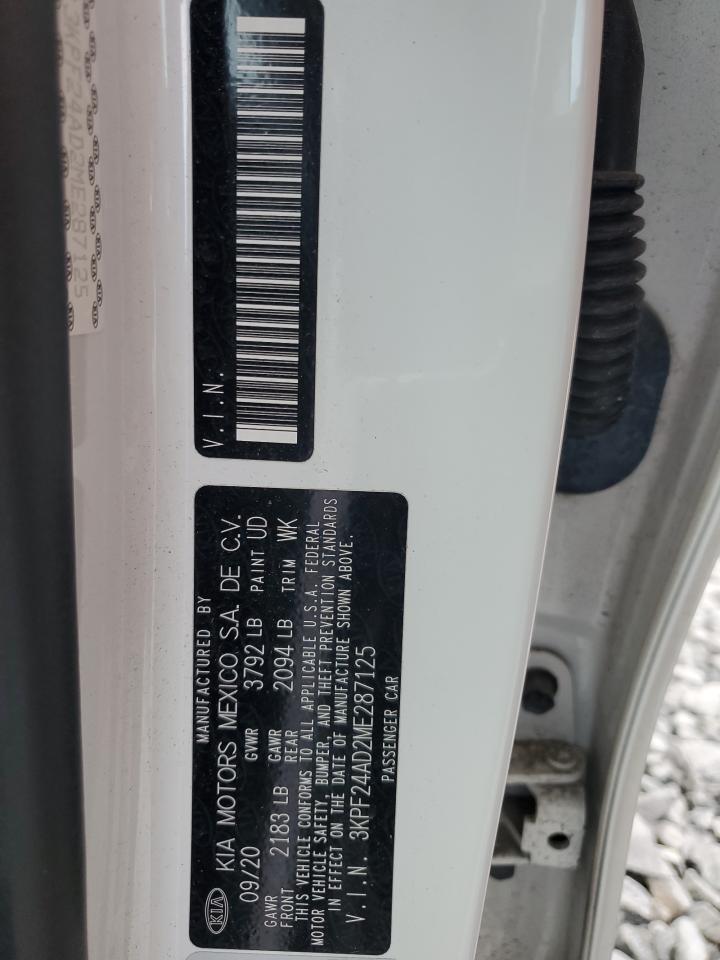 3KPF24AD2ME287125
V.I.N.
MANUFACTURED BY
KIA KIA MOTORS MEXICO, S.A. DE C.V.
09/20 GVWR 3792 LB PAINT UD
GAWR FRONT 2183 LB GAWR REAR 2094 LB TRIM WK
THIS VEHICLE CONFORMS TO ALL APPLICABLE U.S.A. FEDERAL
MOTOR VEHICLE SAFETY, BUMPER, AND THEFT PREVENTION STANDARDS
IN EFFECT ON THE DATE OF MANUFACTURE SHOWN ABOVE.
V.I.N. 3KPF24AD2ME287125
PASSENGER CAR